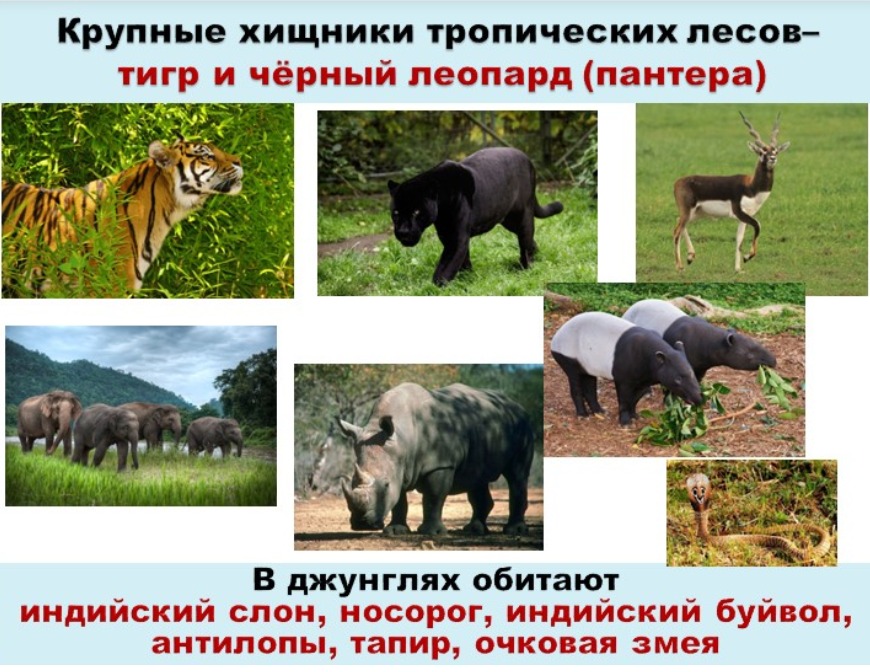 Крупные хищники тропических лесов–
тигр и чёрный леопард (пантера)
В джунглях обитают
индийский слон, носорог, индийский буйвол,
антилопы, тапир, очковая змея